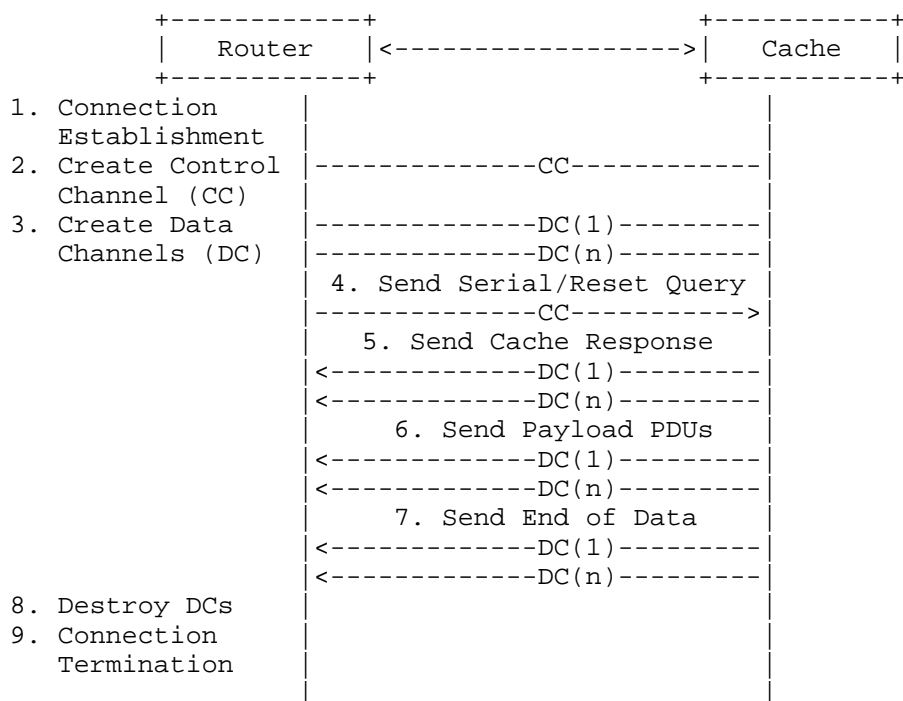 +------------+                     +-----------+
|   Router   |<------------------->|   Cache   |
+------------+                     +-----------+
1. Connection     |                            |
   Establishment  |                            |
2. Create Control |--------------CC------------|
   Channel (CC)   |                            |
3. Create Data    |--------------DC(1)---------|
   Channels (DC)  |--------------DC(n)---------|
                  | 4. Send Serial/Reset Query |
                  |--------------CC----------->|
                  |   5. Send Cache Response   |
                  |<-------------DC(1)---------|
                  |<-------------DC(n)---------|
                  |     6. Send Payload PDUs   |
                  |<-------------DC(1)---------|
                  |<-------------DC(n)---------|
                  |     7. Send End of Data    |
                  |<-------------DC(1)---------|
                  |<-------------DC(n)---------|
8. Destroy DCs    |                            |
9. Connection     |                            |
   Termination    |                            |
                  |                            |